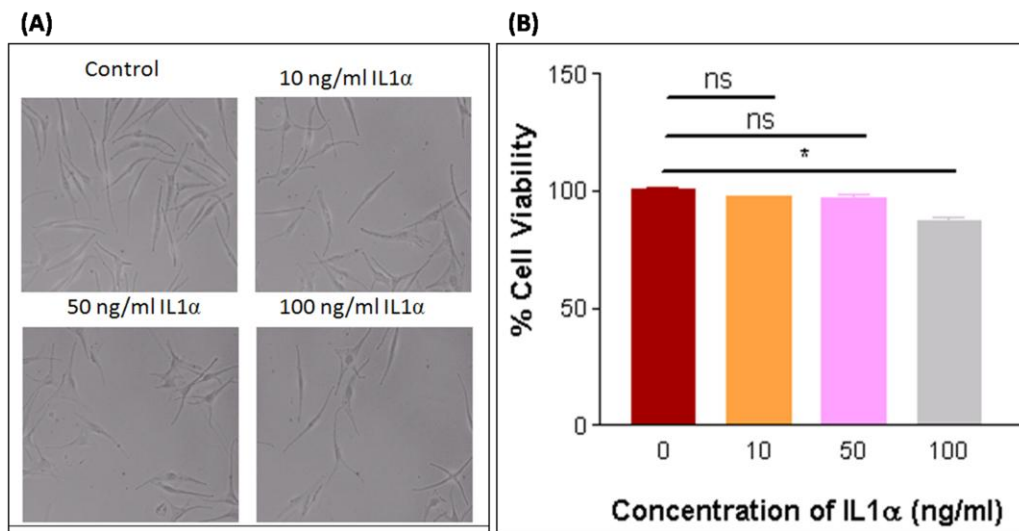 (A)
Control
10 ng/ml IL1α
50 ng/ml IL1α
100 ng/ml IL1α
(B)
150
100
50
0
% Cell Viability
ns
ns
*
0 10 50 100
Concentration of IL1α (ng/ml)